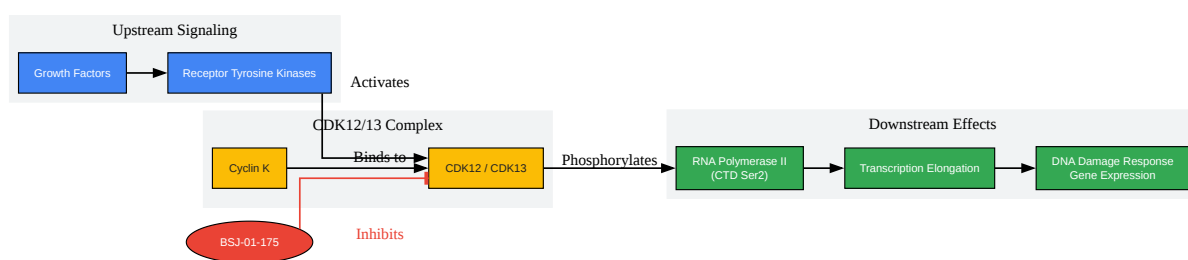 Upstream Signaling
Growth Factors
Receptor Tyrosine Kinases
Activates
CDK12/13 Complex
Cyclin K
Binds to
CDK12 / CDK13
Phosphorylates
Downstream Effects
RNA Polymerase II
(CTD Ser2)
Transcription Elongation
DNA Damage Response
Gene Expression
BSJ-01-175
Inhibits